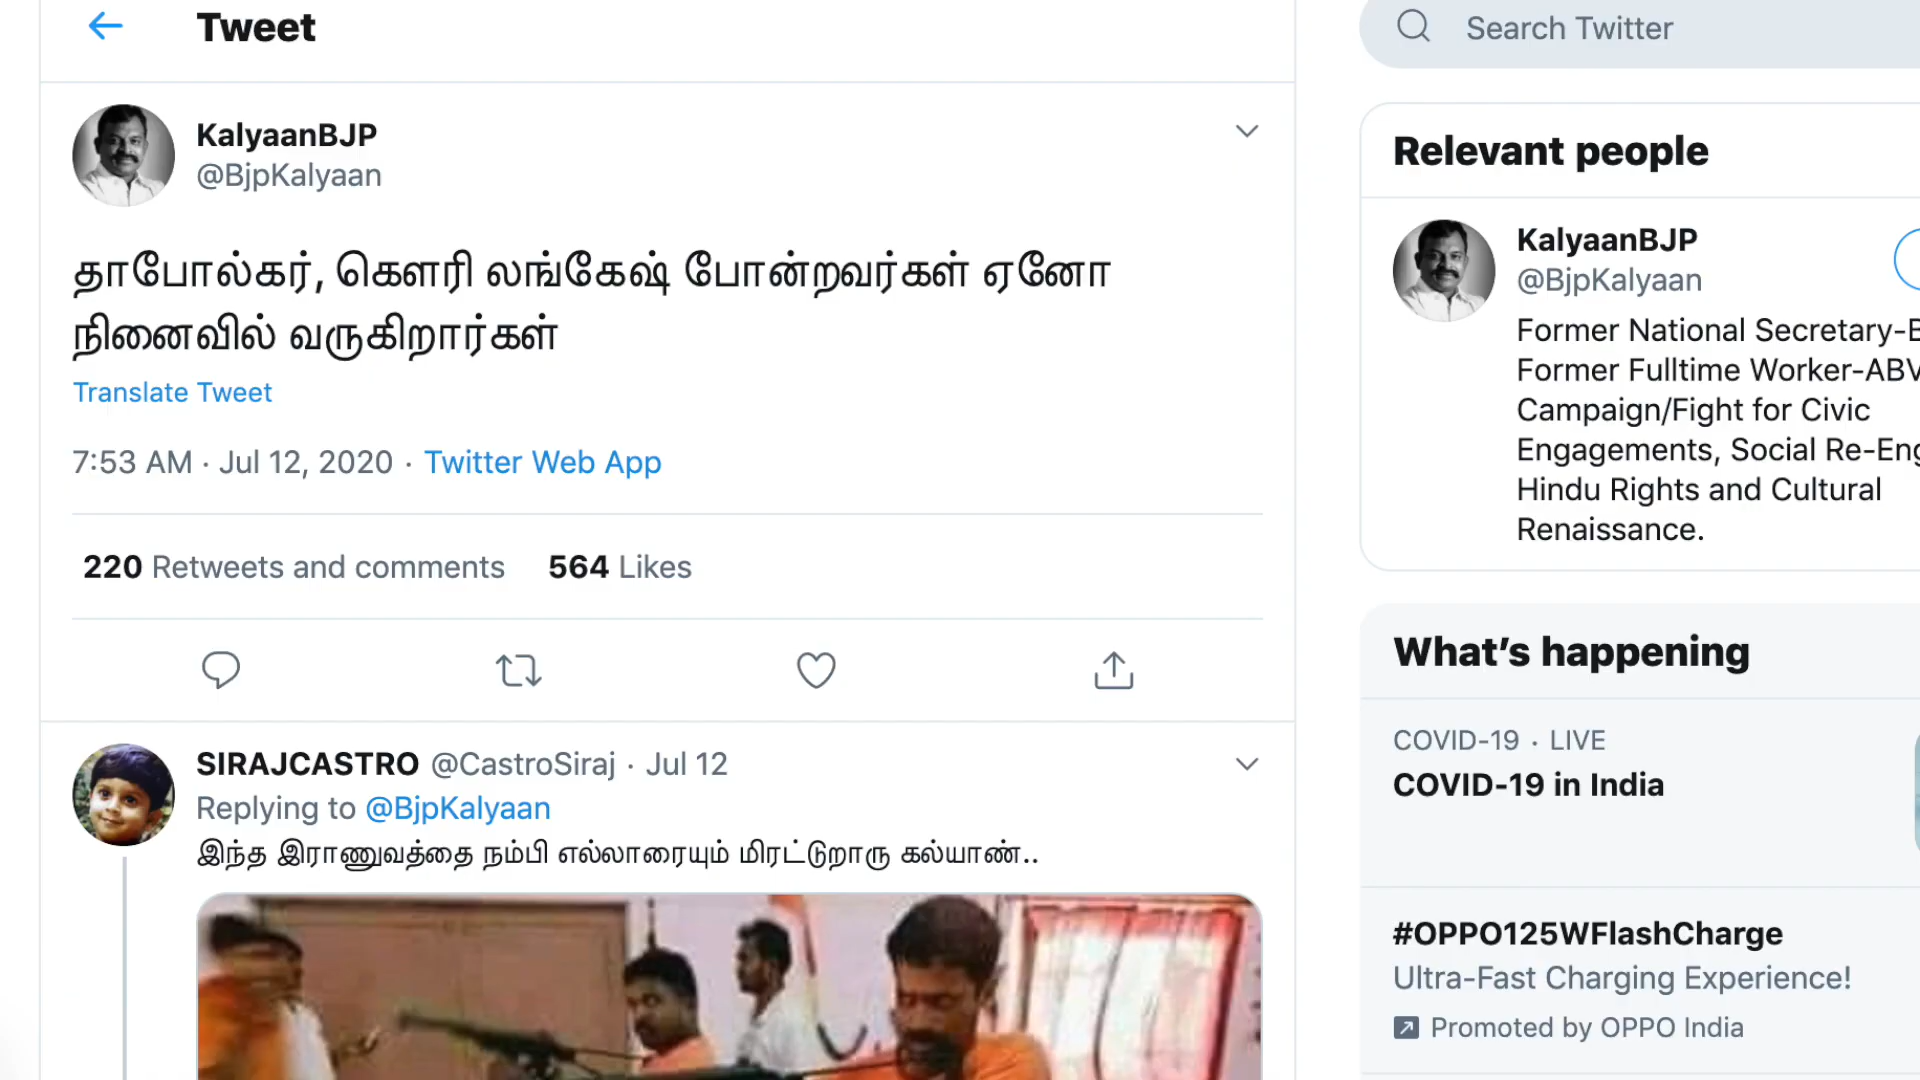 Tweet
Search Twitter
KalyaanBJP
@BjpKalyaan
தாபோல்கர், கௌரி லங்கேஷ் போன்றவர்கள் ஏனோ
நினைவில் வருகிறார்கள்
Translate Tweet
7:53 AM · Jul 12, 2020 · Twitter Web App
220 Retweets and comments 564 Likes
SIRAJCASTRO @CastroSiraj · Jul 12
Replying to @BjpKalyaan
இந்த இராணுவத்தை நம்பி எல்லாரையும் மிரட்டுறாரு கல்யாண்..
Relevant people
KalyaanBJP
@BjpKalyaan
Former National Secretary-
Former Fulltime Worker-
Campaign/Fight for Civic
Engagements, Social
Hindu Rights and Cultural
Renaissance.
What's happening
COVID-19 · LIVE
COVID-19 in India
#OPPO125WFlashCharge
Ultra-Fast Charging Experience!
Promoted by OPPO India